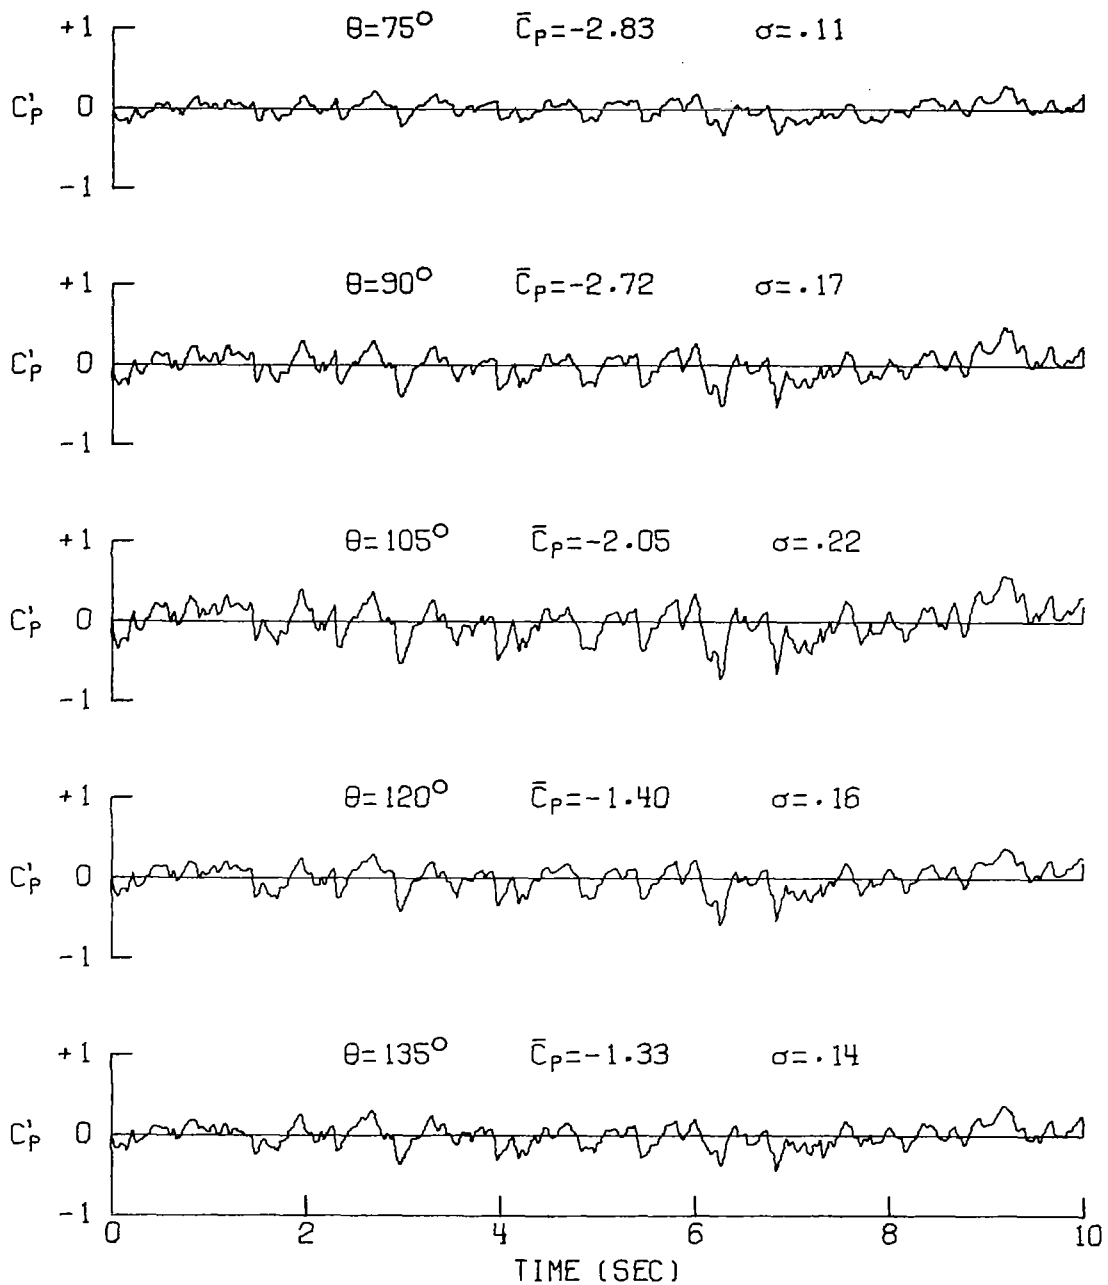 +1 θ=75° C̄p=-2.83 σ=.11
C'p 0
-1
+1 θ=90° C̄p=-2.72 σ=.17
C'p 0
-1
+1 θ=105° C̄p=-2.05 σ=.22
C'p 0
-1
+1 θ=120° C̄p=-1.40 σ=.16
C'p 0
-1
+1 θ=135° C̄p=-1.33 σ=.14
C'p 0
-1
0 2 4 6 8 10
TIME (SEC)